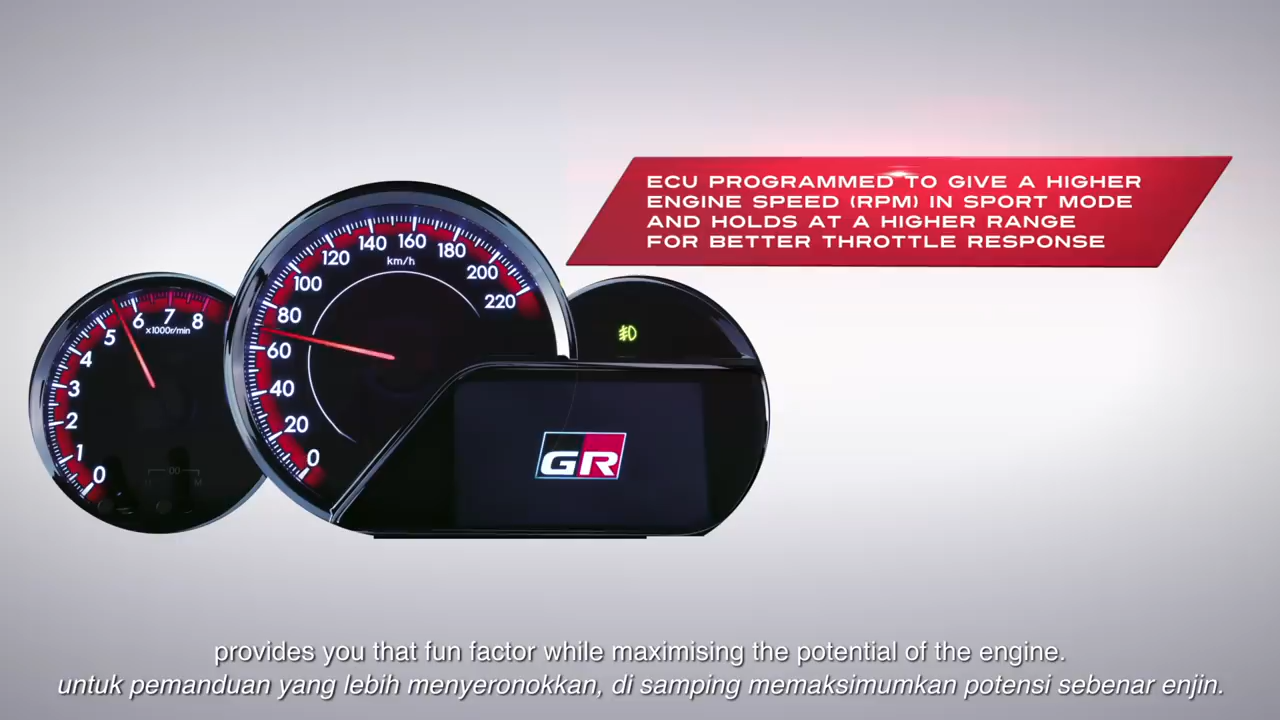 ECU PROGRAMMED TO GIVE A HIGHER
ENGINE SPEED (RPM) IN SPORT MODE
AND HOLDS AT A HIGHER RANGE
FOR BETTER THROTTLE RESPONSE
0 1 2 3 4 5 6 7 8
x1000r/min
0 20 40 60 80 100 120 140 160 180 200 220
km/h
GR
provides you that fun factor while maximising the potential of the engine.
untuk pemanduan yang lebih menyeronokkan, di samping memaksimumkan potensi sebenar enjin.